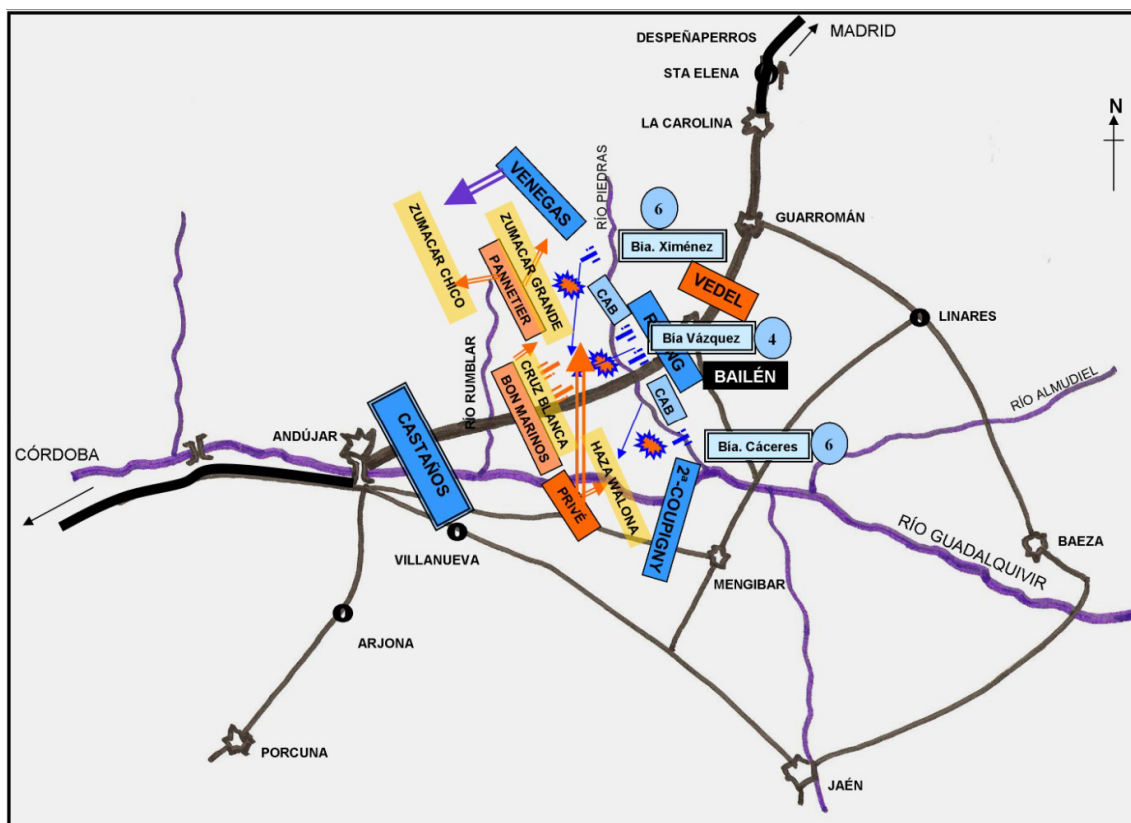 DESPEÑAPERROS
MADRID
STA ELENA
LA CAROLINA
N
VENEGAS
RÍO PIEDRAS
6
ZUMACAR CHICO
ZUMACAR GRANDE
PANNETIER
Bia. Ximénez
GUARROMÁN
VEDEL
CAB
LINARES
Bía Vázquez
4
RÍO RUMBLAR
CRUZ BLANCA
BON MARINOS
BAILÉN
RÍO ALMUDIEL
CASTAÑOS
CAB
ANDÚJAR
Bía. Cáceres
6
CÓRDOBA
HAZA WALONA
PRIVÉ
2ª-COUPIGNY
RÍO GUADALQUIVIR
BAEZA
VILLANUEVA
MENGIBAR
ARJONA
PORCUNA
JAÉN